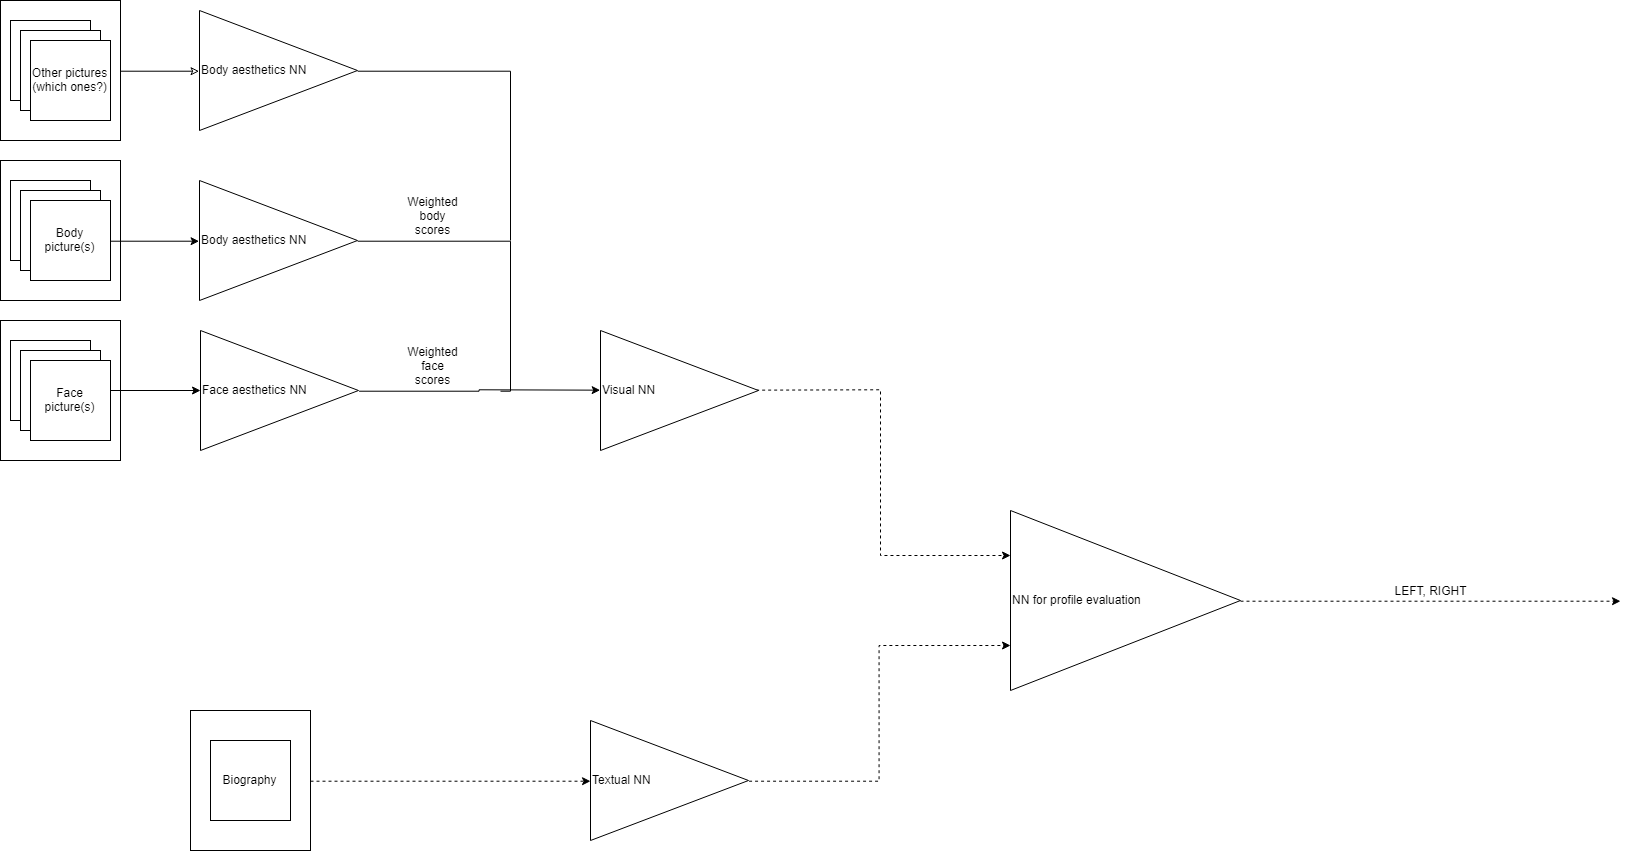 Other pictures
(which ones?)
Body aesthetics NN
Body
picture(s)
Body aesthetics NN
Weighted
body
scores
Face
picture(s)
Face aesthetics NN
Weighted
face
scores
Visual NN
NN for profile evaluation
LEFT, RIGHT
Biography
Textual NN